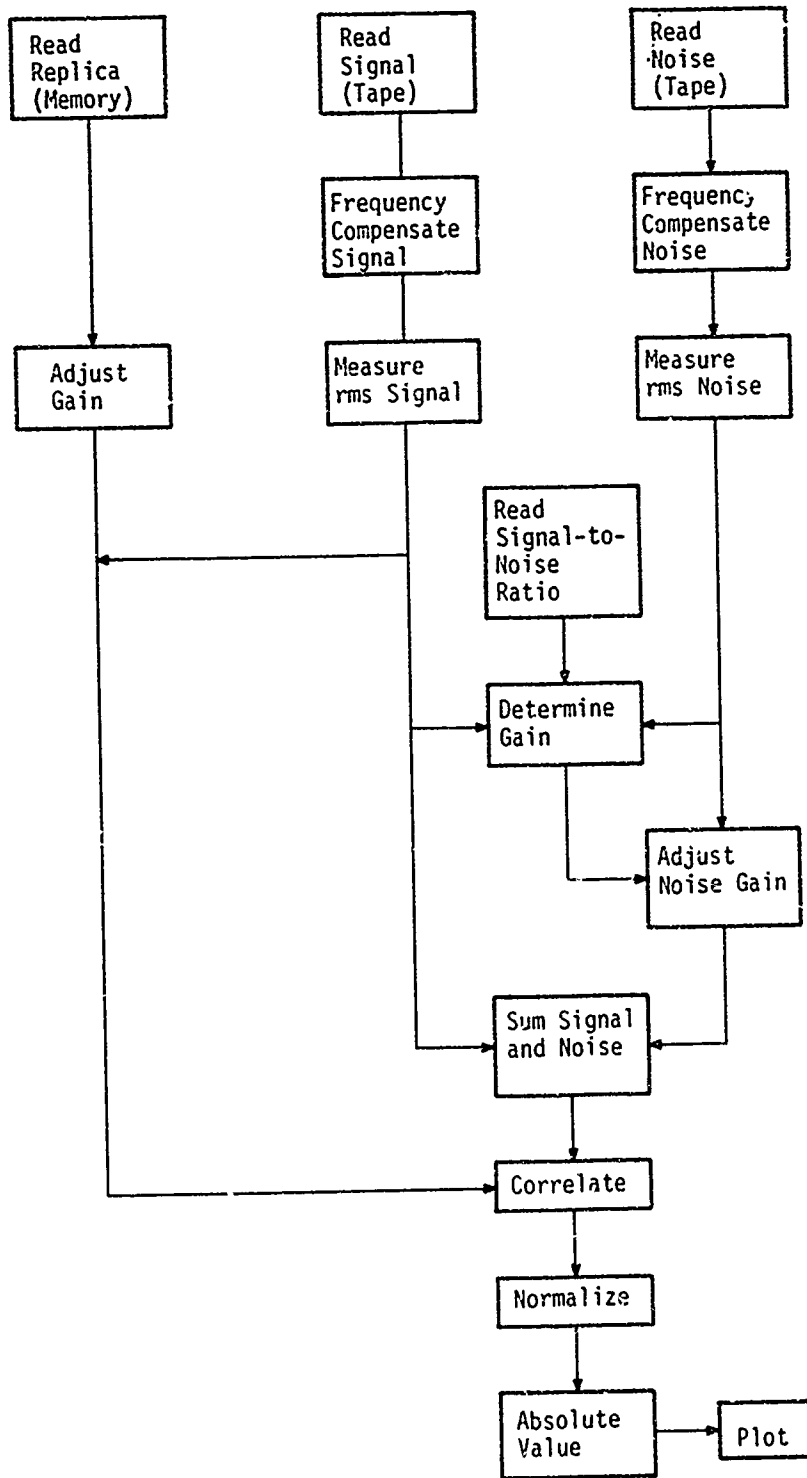 Read
Replica
(Memory)
Read
Signal
(Tape)
Read
Noise
(Tape)
Frequency
Compensate
Signal
Frequency
Compensate
Noise
Adjust
Gain
Measure
rms Signal
Measure
rms Noise
Read
Signal-to-
Noise
Ratio
Determine
Gain
Adjust
Noise Gain
Sum Signal
and Noise
Correlate
Normalize
Absolute
Value
Plot